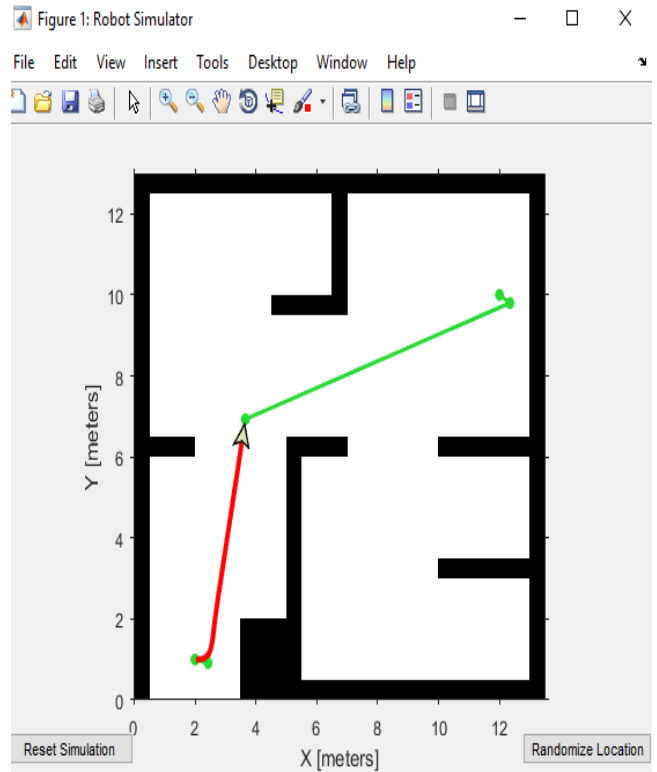 Figure 1: Robot Simulator
File Edit View Insert Tools Desktop Window Help
12
10
8
6
4
2
0
Y [meters]
0 2 4 6 8 10 12
X [meters]
Reset Simulation
Randomize Location